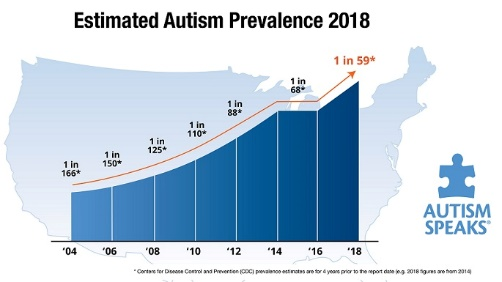 Estimated Autism Prevalence 2018
1 in
166*
1 in
150*
1 in
125*
1 in
110*
1 in
88*
1 in
68*
1 in 59*
'04
'06
'08
'10
'12
'14
'16
'18
AUTISM
SPEAKS®
* Centers for Disease Control and Prevention (CDC) prevalence estimates are for 4 years prior to the report date (e.g. 2018 figures are from 2014)